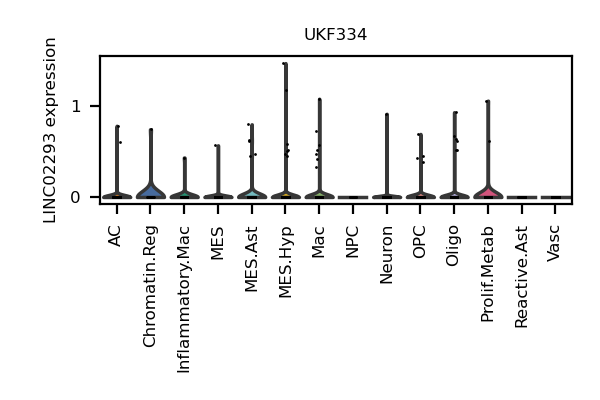 UKF334
LINC02293 expression
1
0
AC
Chromatin.Reg
Inflammatory.Mac
MES
MES.Ast
MES.Hyp
Mac
NPC
Neuron
OPC
Oligo
Prolif.Metab
Reactive.Ast
Vasc